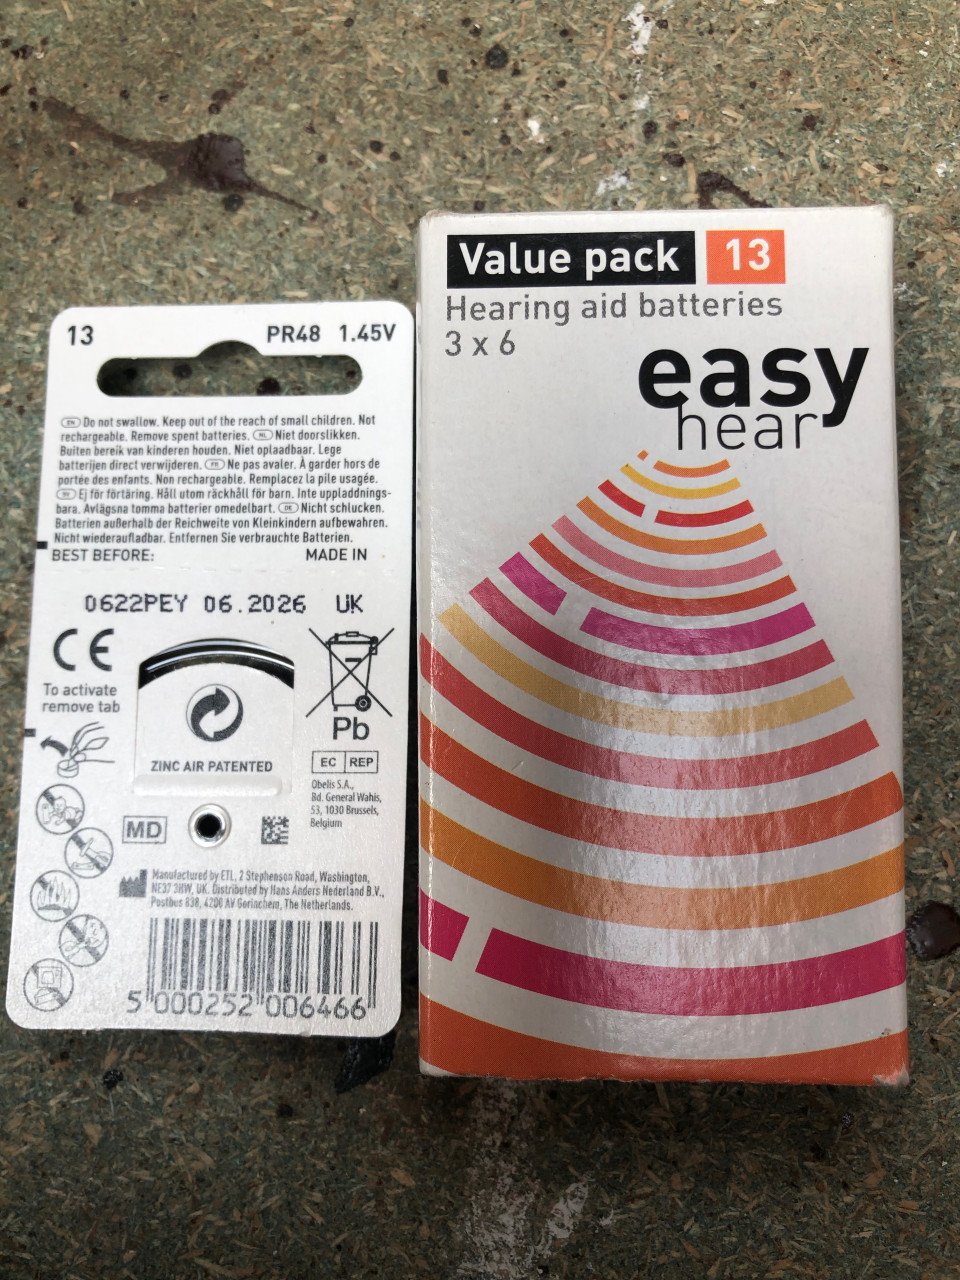 13 PR48 1.45V
EN Do not swallow. Keep out of the reach of small children. Not
rechargeable. Remove spent batteries. NL Niet doorslikken.
Buiten bereik van kinderen houden. Niet oplaadbaar. Lege
batterijen direct verwijderen. FR Ne pas avaler. À garder hors de
portée des enfants. Non rechargeable. Remplacez la pile usagée.
SV Ej för förtäring. Håll utom räckhåll för barn. Inte uppladdnings-
bara. Avlägsna tomma batterier omedelbart. DE Nicht schlucken.
Batterien außerhalb der Reichweite von Kleinkindern aufbewahren.
Nicht wiederaufladbar. Entfernen Sie verbrauchte Batterien.
BEST BEFORE: MADE IN
0622PEY 06.2026 UK
CE
To activate
remove tab
Pb
ZINC AIR PATENTED
EC REP
Obelis S.A.,
Bd. General Wahis,
53, 1030 Brussels,
Belgium
MD
Manufactured by ETL, 2 Stephenson Road, Washington,
NE37 3HW, UK. Distributed by Hans Anders Nederland B.V.,
Postbus 838, 4200 AV Gorinchem, The Netherlands.
5 000252 006466
Value pack 13
Hearing aid batteries
3 x 6
easy
hear